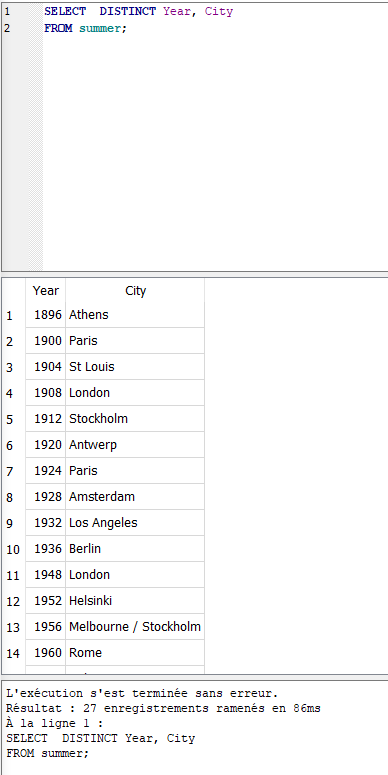 1 SELECT  DISTINCT Year, City
2 FROM summer;
Year City
1 1896 Athens
2 1900 Paris
3 1904 St Louis
4 1908 London
5 1912 Stockholm
6 1920 Antwerp
7 1924 Paris
8 1928 Amsterdam
9 1932 Los Angeles
10 1936 Berlin
11 1948 London
12 1952 Helsinki
13 1956 Melbourne / Stockholm
14 1960 Rome
L'exécution s'est terminée sans erreur.
Résultat : 27 enregistrements ramenés en 86ms
À la ligne 1 :
SELECT  DISTINCT Year, City
FROM summer;